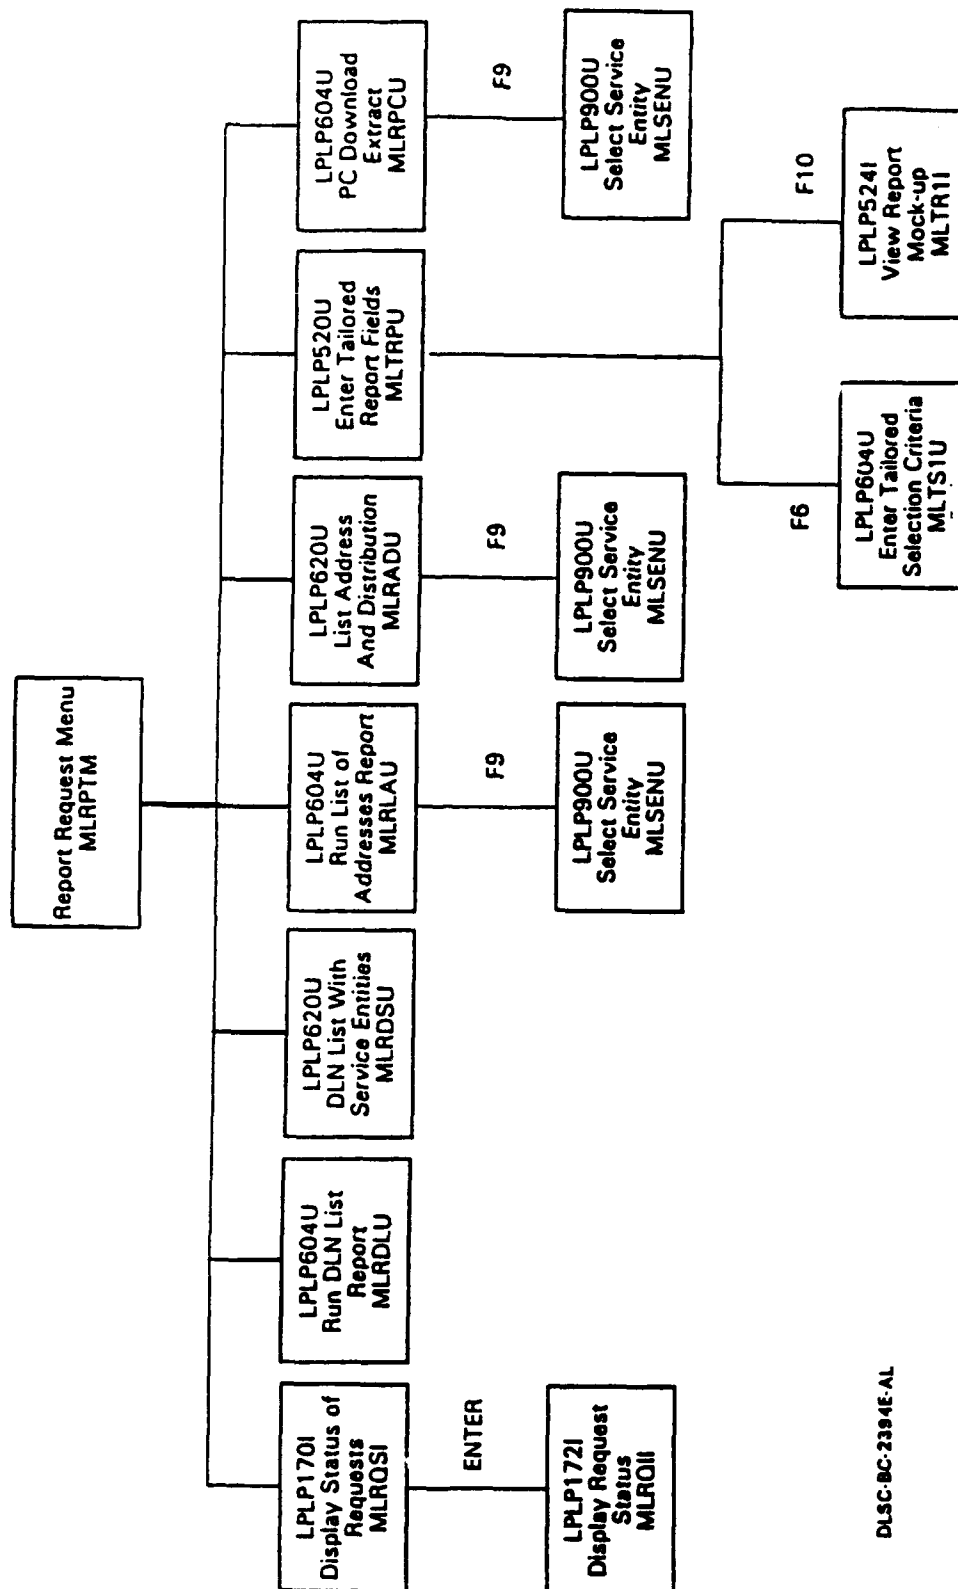 Report Request Menu
MLRPTM
LPLP170I
Display Status of
Requests
MLRQSI
LPLP604U
Run DLN List
Report
MLRDLU
LPLP620U
DLN List With
Service Entities
MLRDSU
LPLP604U
Run List of
Addresses Report
MLRLAU
LPLP620U
List Address
And Distribution
MLRADU
LPLP520U
Enter Tailored
Report Fields
MLTRPU
LPLP604U
PC Download
Extract
MLRPCU
ENTER
F9
F9
F9
LPLP172I
Display Request
Status
MLRQII
LPLP900U
Select Service
Entity
MLSENU
LPLP900U
Select Service
Entity
MLSENU
LPLP900U
Select Service
Entity
MLSENU
F6
F10
LPLP604U
Enter Tailored
Selection Criteria
MLTS1U
LPLP524I
View Report
Mock-up
MLTR1I
DLSC-BC-2394E-AL